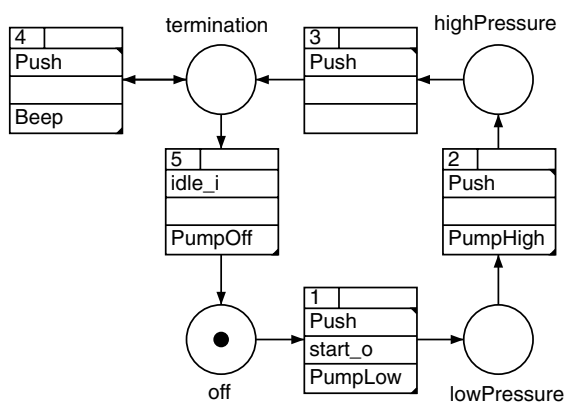 termination
highPressure
4
Push
Beep
3
Push
5
idle_i
PumpOff
2
Push
PumpHigh
1
Push
start_o
PumpLow
off
lowPressure